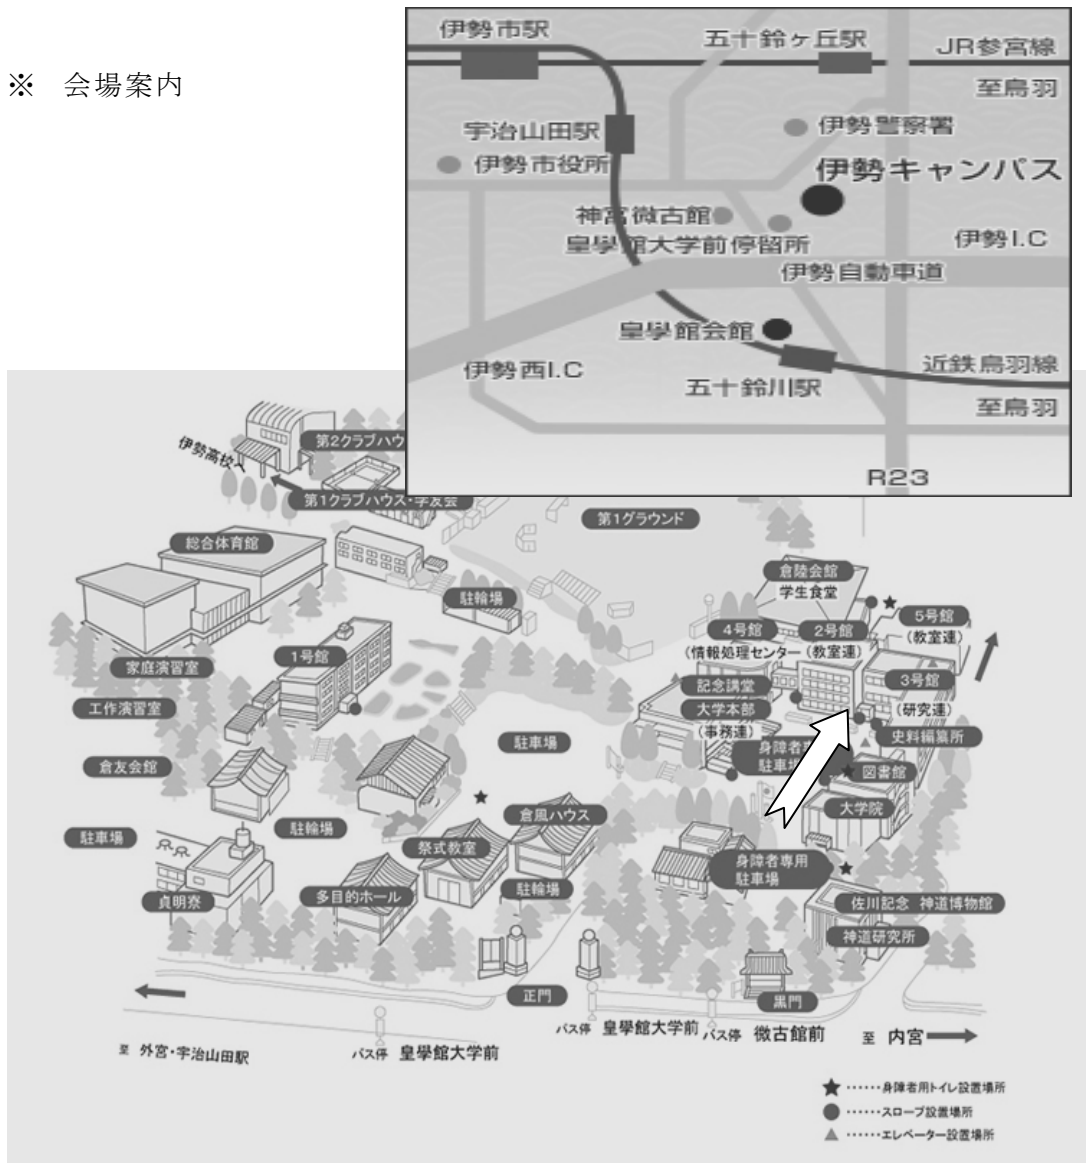 ※ 会場案内
伊勢市駅
五十鈴ヶ丘駅
JR参宮線
至鳥羽
宇治山田駅
伊勢警察署
伊勢市役所
伊勢キャンパス
神宮徴古館
皇學館大学前停留所
伊勢I.C
伊勢自動車道
皇學館会館
伊勢西I.C
近鉄鳥羽線
五十鈴川駅
至鳥羽
R23
伊勢高校へ
第2クラブハウ
第1クラブハウス・学友会
第1グラウンド
総合体育館
倉陵会館
学生食堂
駐輪場
5号館
(教室連)
4号館
(情報処理センター)
2号館
(教室連)
1号館
家庭演習室
3号館
(研究連)
記念講堂
工作演習室
大学本部
(事務連)
史料編纂所
駐車場
身障者専
駐車場
倉友会館
図書館
大学院
倉風ハウス
駐輪場
駐車場
祭式教室
身障者専用
駐車場
貞明寮
多目的ホール
駐輪場
佐川記念 神道博物館
神道研究所
正門
黒門
至 外宮・宇治山田駅
バス停 皇學館大学前
バス停 皇學館大学前
バス停 徴古館前
至 内宮
★ ……身障者用トイレ設置場所
● ……スロープ設置場所
▲ ……エレベーター設置場所